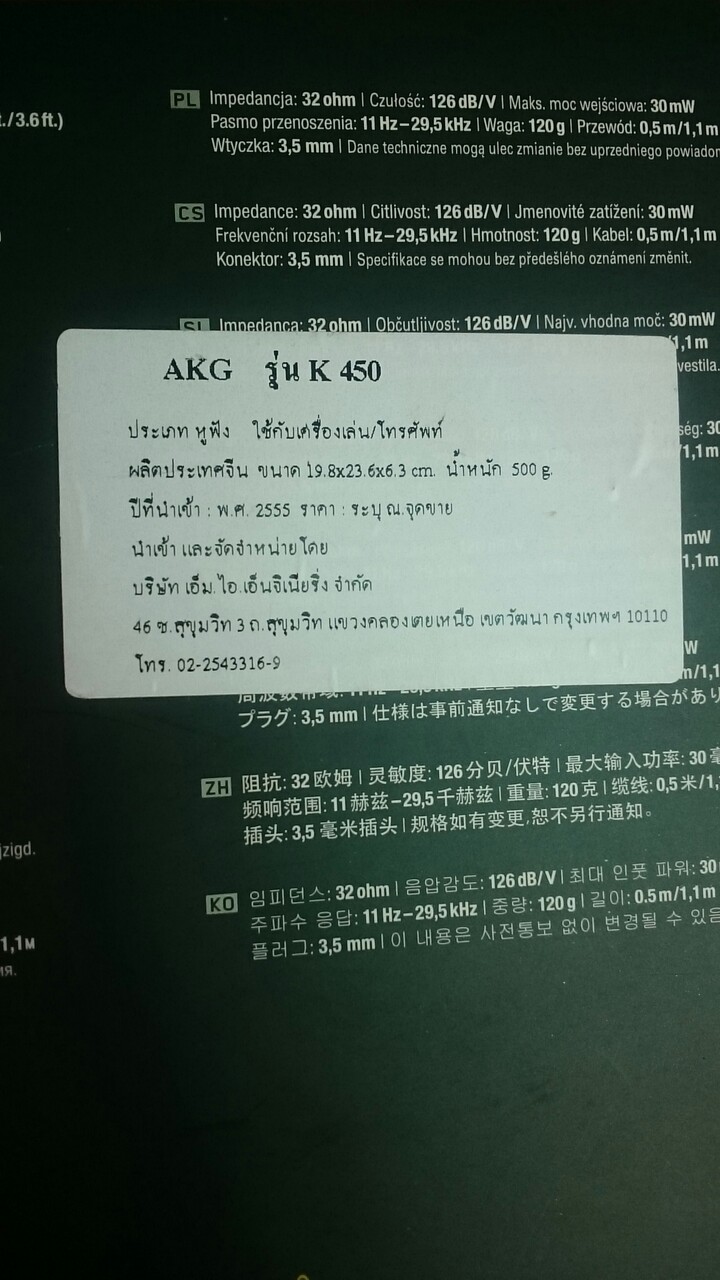 PL Impedancja: 32 ohm | Czułość: 126 dB/V | Maks. moc wejściowa: 30 mW
./3.6 ft.)
Pasmo przenoszenia: 11 Hz–29,5 kHz | Waga: 120 g | Przewód: 0,5 m/1,1 m
Wtyczka: 3,5 mm | Dane techniczne mogą ulec zmianie bez uprzedniego
CS Impedance: 32 ohm | Citlivost: 126 dB/V | Jmenovité zatížení: 30 mW
Frekvenční rozsah: 11 Hz–29,5 kHz | Hmotnost: 120 g | Kabel: 0,5 m/1,1 m
Konektor: 3,5 mm | Specifikace se mohou bez předešlého oznámení změnit.
SL Impedanca: 32 ohm | Občutljivost: 126 dB/V | Najv. vhodna moč: 30 mW
1,1 m
AKG รุ่น K 450
ประเภท หูฟัง ใช้กับเครื่องเล่น/โทรศัพท์
ผลิตประเทศจีน ขนาด 19.8x23.6x6.3 cm. น้ำหนัก 500 g.
ปีที่นำเข้า : พ.ศ. 2555 ราคา : ระบุ ณ.จุดขาย
นำเข้า และจัดจำหน่ายโดย
บริษัท เอ็ม.ไอ.เอ็นจิเนียริ่ง จำกัด
46 ซ.สุขุมวิท 3 ถ.สุขุมวิท แขวงคลองเตยเหนือ เขตวัฒนา กรุงเทพฯ 10110
โทร. 02-2543316-9
mW
1,1 m
プラグ: 3,5 mm | 仕様は事前通知なしで変更する場合があり
ZH 阻抗: 32 欧姆 | 灵敏度: 126 分贝/伏特 | 最大输入功率: 30 毫
频响范围: 11 赫兹–29,5 千赫兹 | 重量: 120 克 | 缆线: 0,5 米/1,
插头: 3,5 毫米插头 | 规格如有变更,恕不另行通知。
jzigd.
KO 임피던스: 32 ohm | 음압감도: 126 dB/V | 최대 인풋 파워: 30
주파수 응답: 11 Hz–29,5 kHz | 중량: 120 g | 길이: 0.5 m/1,1 m
1,1 м
플러그: 3,5 mm | 이 내용은 사전통보 없이 변경될 수 있음
ия.